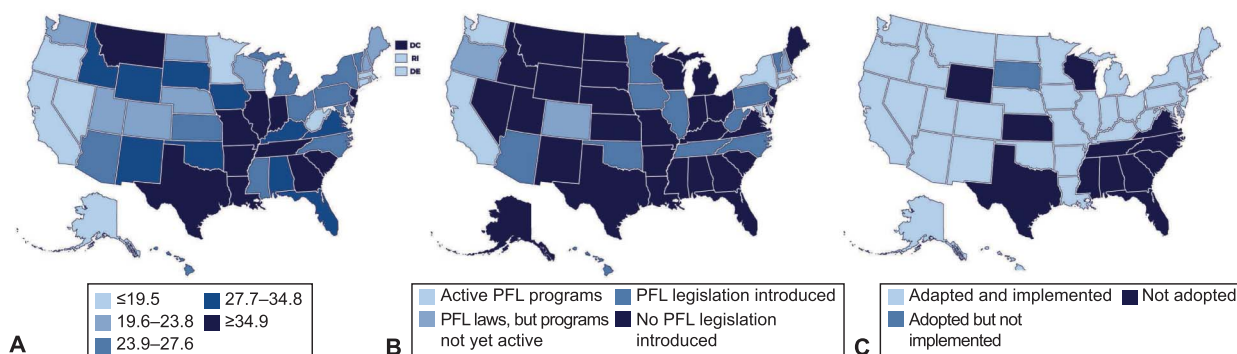 DC
RI
DE
≤19.5
27.7–34.8
19.6–23.8
≥34.9
23.9–27.6
A
Active PFL programs
PFL legislation introduced
PFL laws, but programs
not yet active
No PFL legislation
introduced
B
Adapted and implemented
Not adopted
Adopted but not
implemented
C